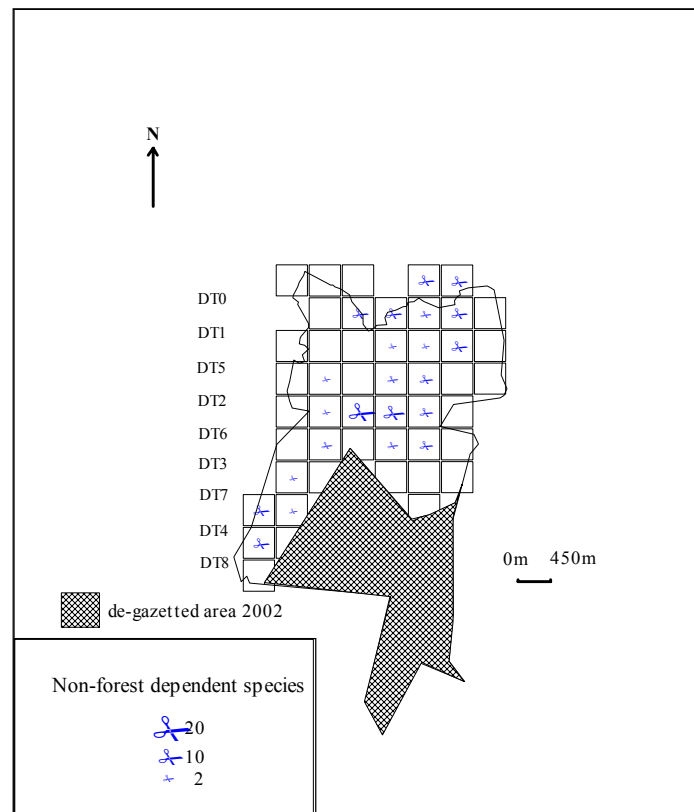 N
DT0
DT1
DT5
DT2
DT6
DT3
DT7
DT4
DT8
0m 450m
de-gazetted area 2002
Non-forest dependent species
20
10
2